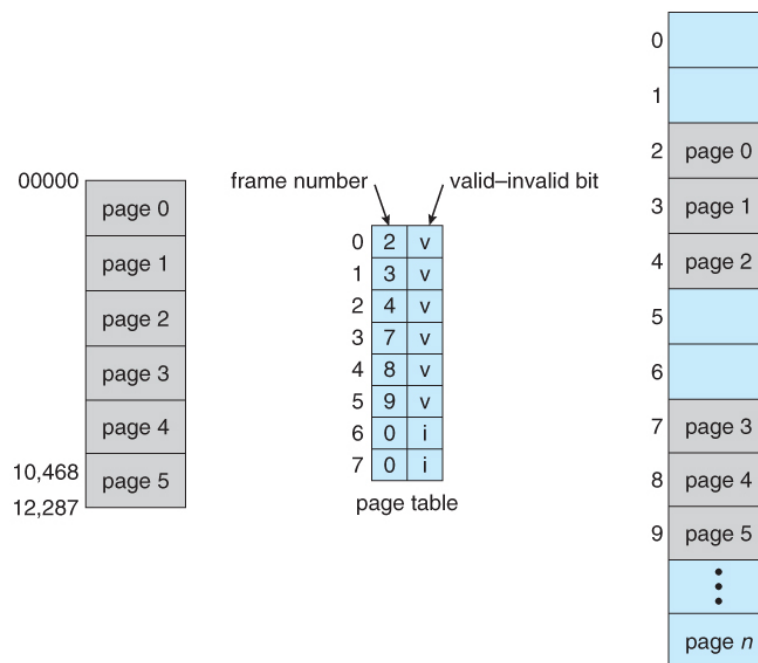 00000
page 0
page 1
page 2
page 3
page 4
10,468
page 5
12,287
frame number
valid–invalid bit
0 2 v
1 3 v
2 4 v
3 7 v
4 8 v
5 9 v
6 0 i
7 0 i
page table
0
1
2 page 0
3 page 1
4 page 2
5
6
7 page 3
8 page 4
9 page 5
page n